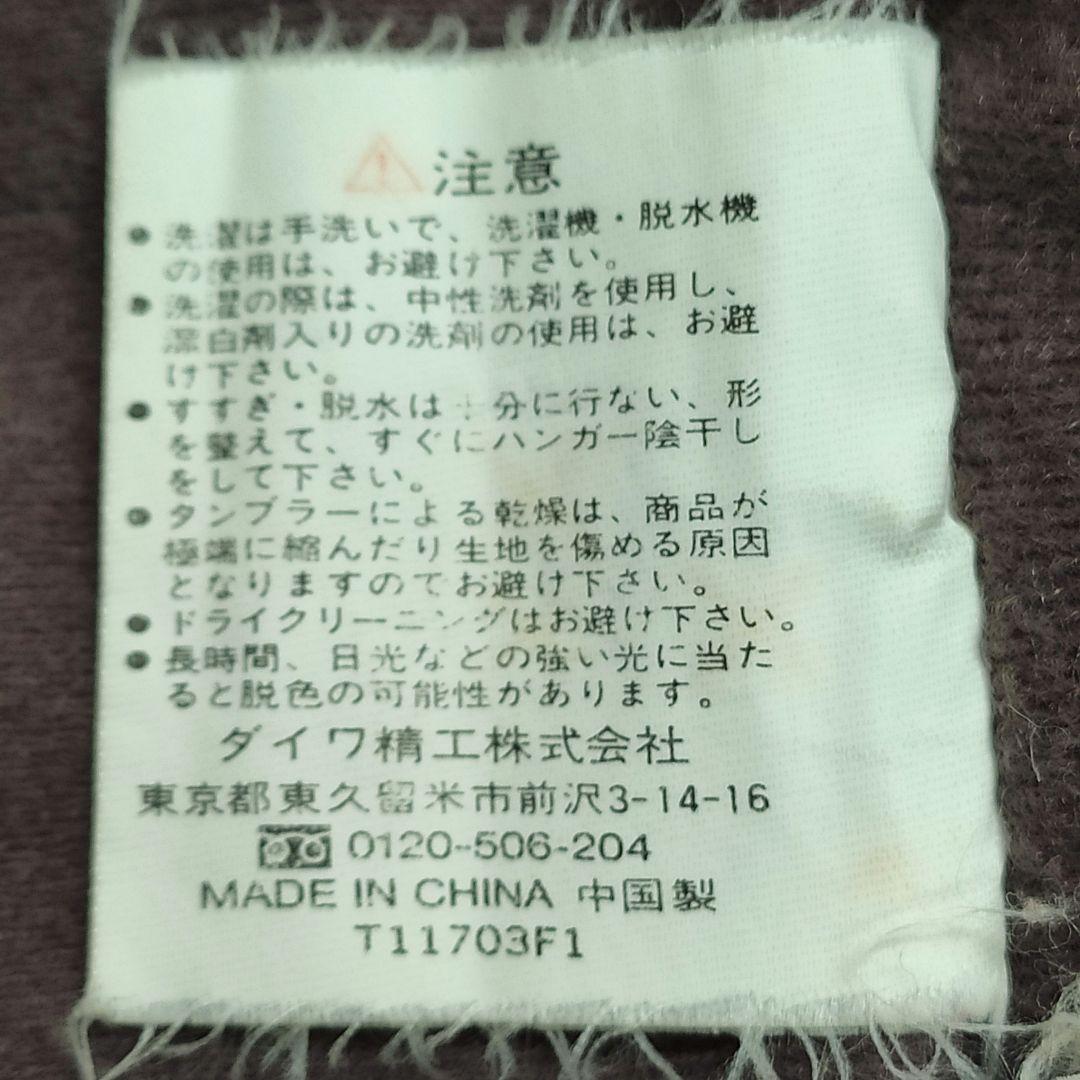 注意
● 洗濯は手洗いで、洗濯機・脱水機
の使用は、お避け下さい。
● 洗濯の際は、中性洗剤を使用し、
漂白剤入りの洗剤の使用は、お避
け下さい。
● すすぎ・脱水は十分に行ない、形
を整えて、すぐにハンガー陰干し
をして下さい。
● タンブラーによる乾燥は、商品が
極端に縮んだり生地を傷める原因
となりますのでお避け下さい。
● ドライクリーニングはお避け下さい。
● 長時間、日光などの強い光に当た
ると脱色の可能性があります。
ダイワ精工株式会社
東京都東久留米市前沢3-14-16
0120-506-204
MADE IN CHINA 中国製
T11703F1